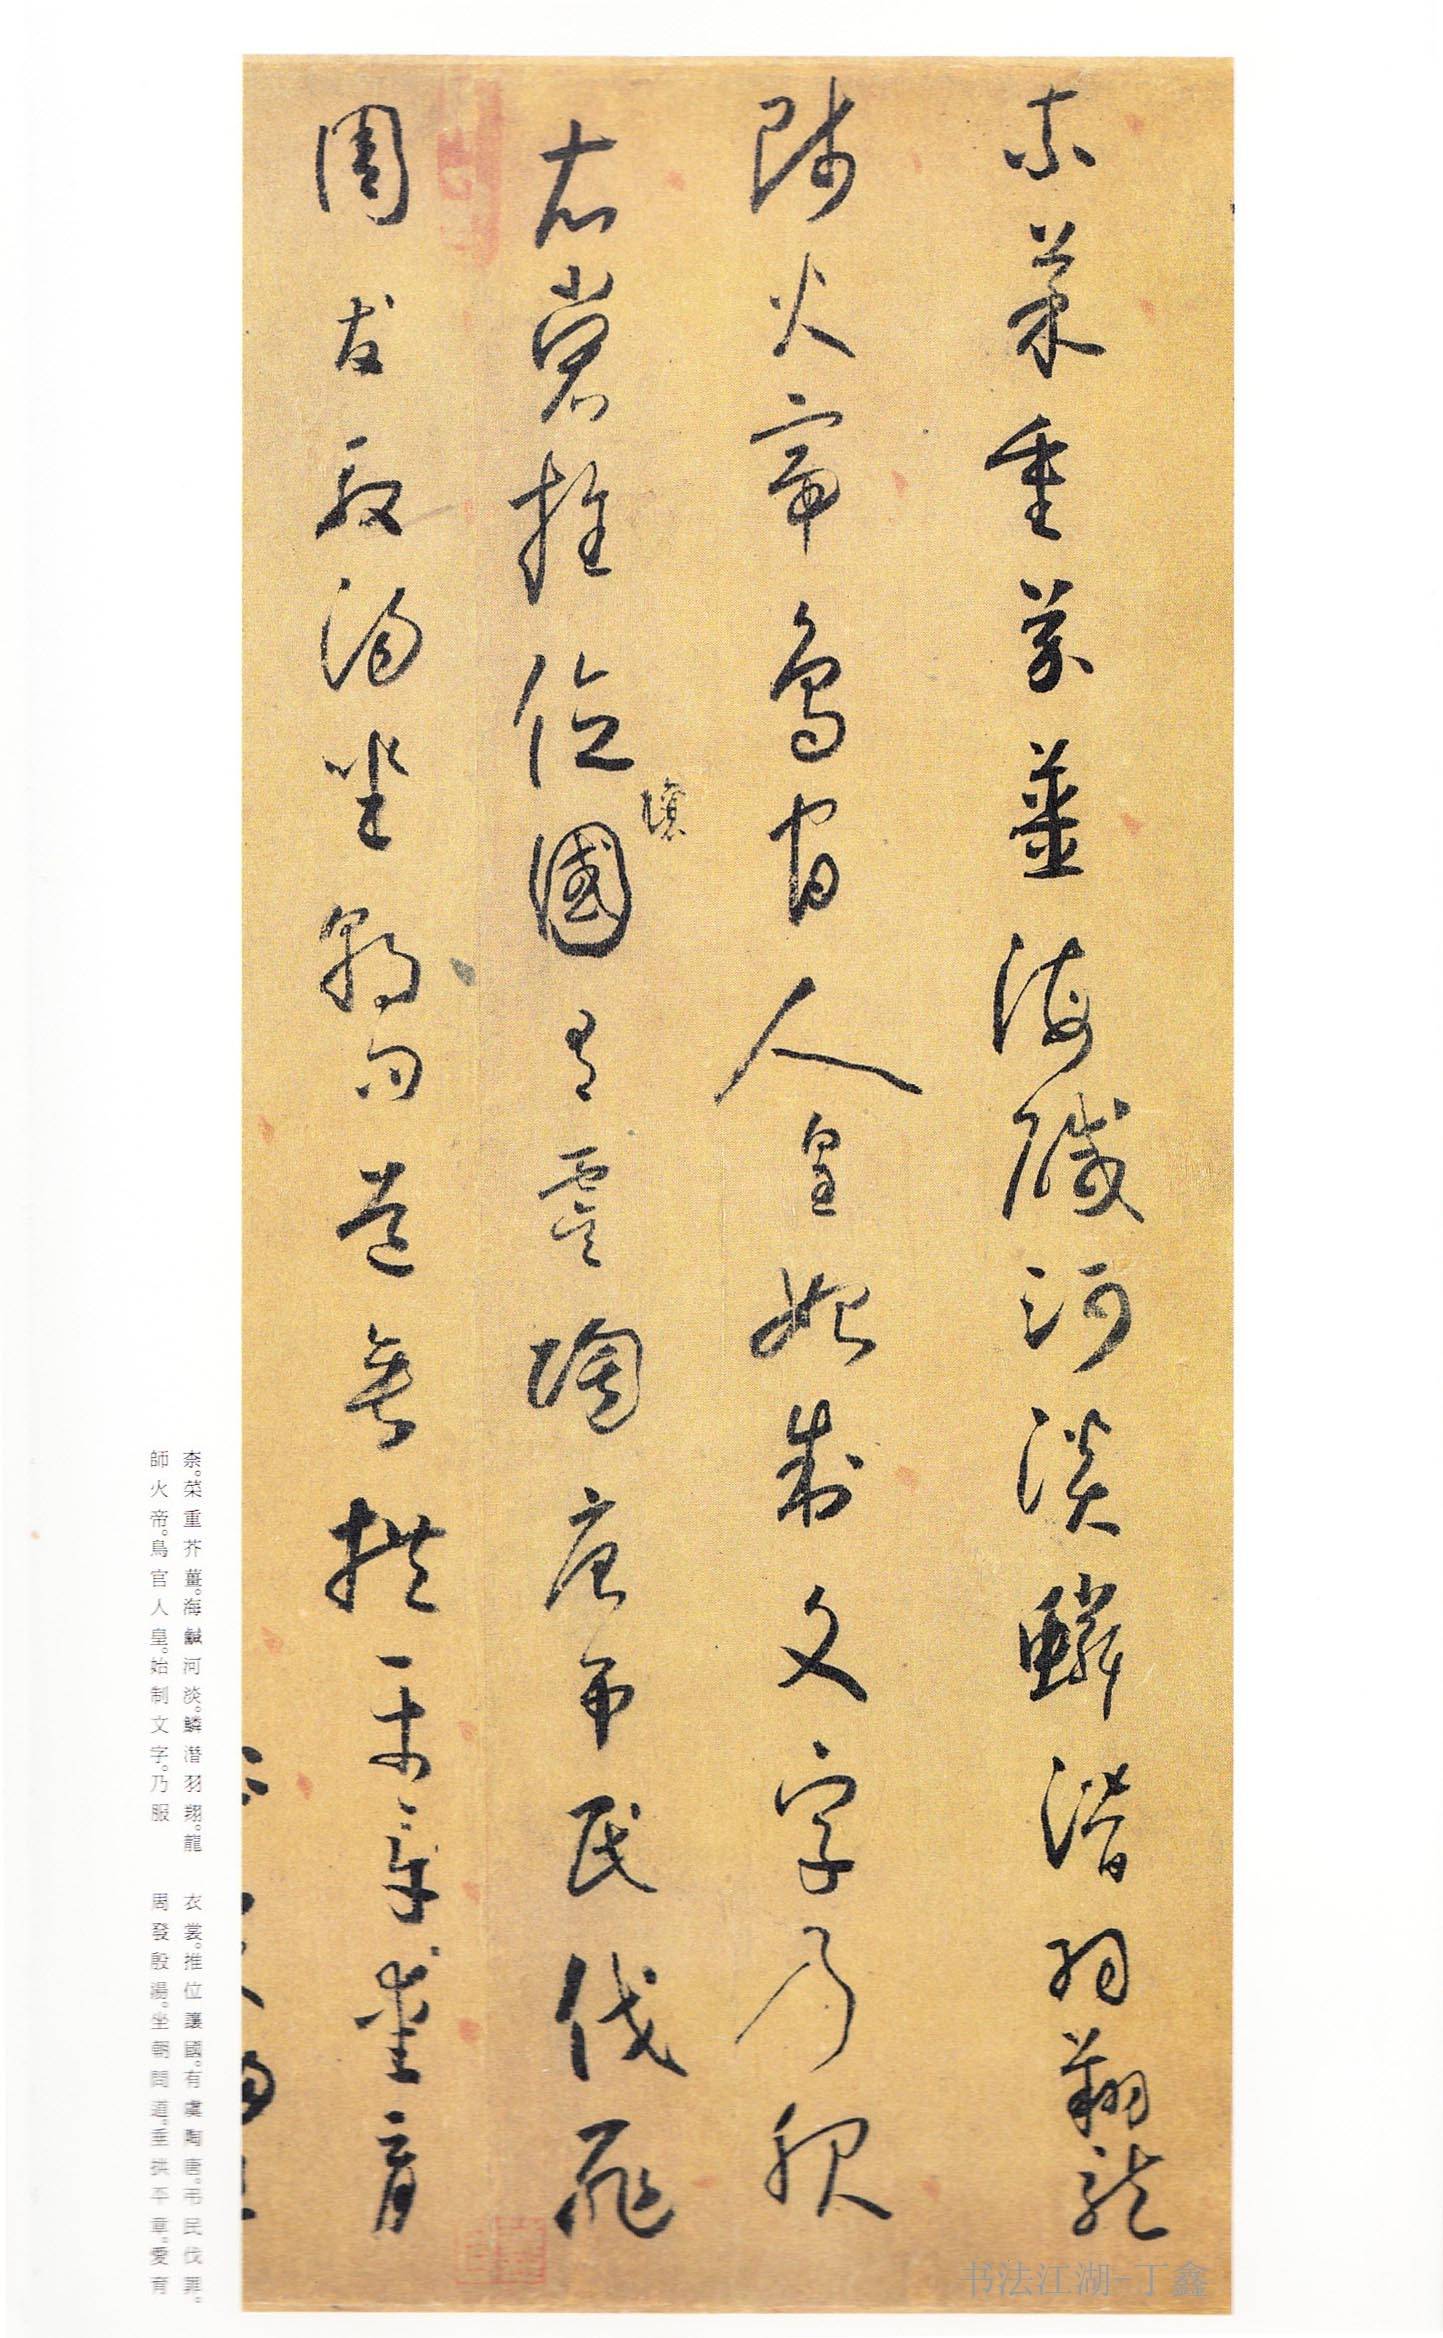 柰菜重芥薑海鹹河淡鱗潛羽翔龍
師火帝鳥官人皇始制文字乃服
衣裳推位國有虞陶唐弔民伐罪
讓
周發殷湯坐朝問道垂拱平章愛育
柰。菜重芥薑。海鹹河淡。鱗潛羽翔。龍
師火帝。鳥官人皇。始制文字。乃服
衣裳。推位讓國。有虞陶唐。弔民伐罪。
周發殷湯。坐朝問道。垂拱平章。愛育
书法江湖-丁鑫